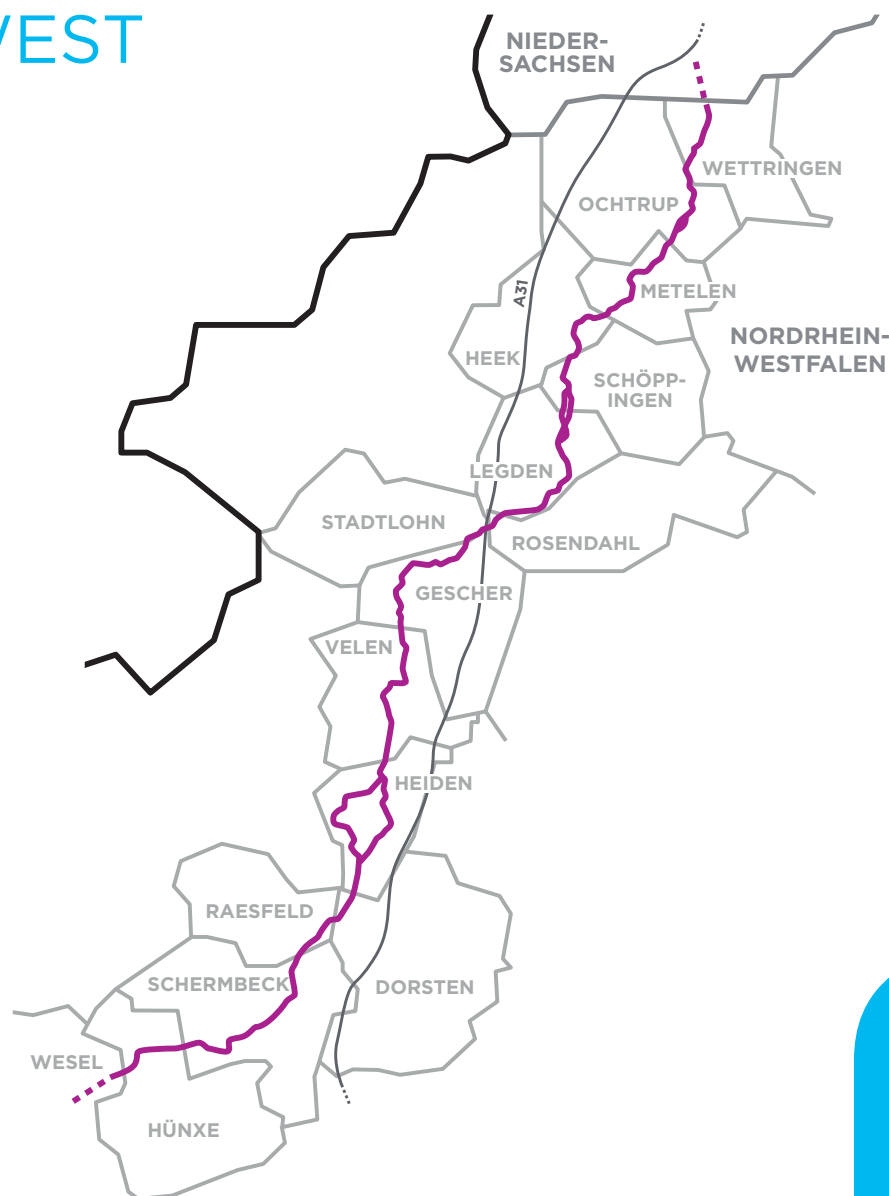 VEST
NIEDER-
SACHSEN
WETTRINGEN
OCHTRUP
A31
METELEN
NORDRHEIN-
WESTFALEN
HEEK
SCHÖPP-
INGEN
LEGDEN
STADTLOHN
ROSENDAHL
GESCHER
VELEN
HEIDEN
RAESFELD
SCHERMBECK
DORSTEN
WESEL
HÜNXE